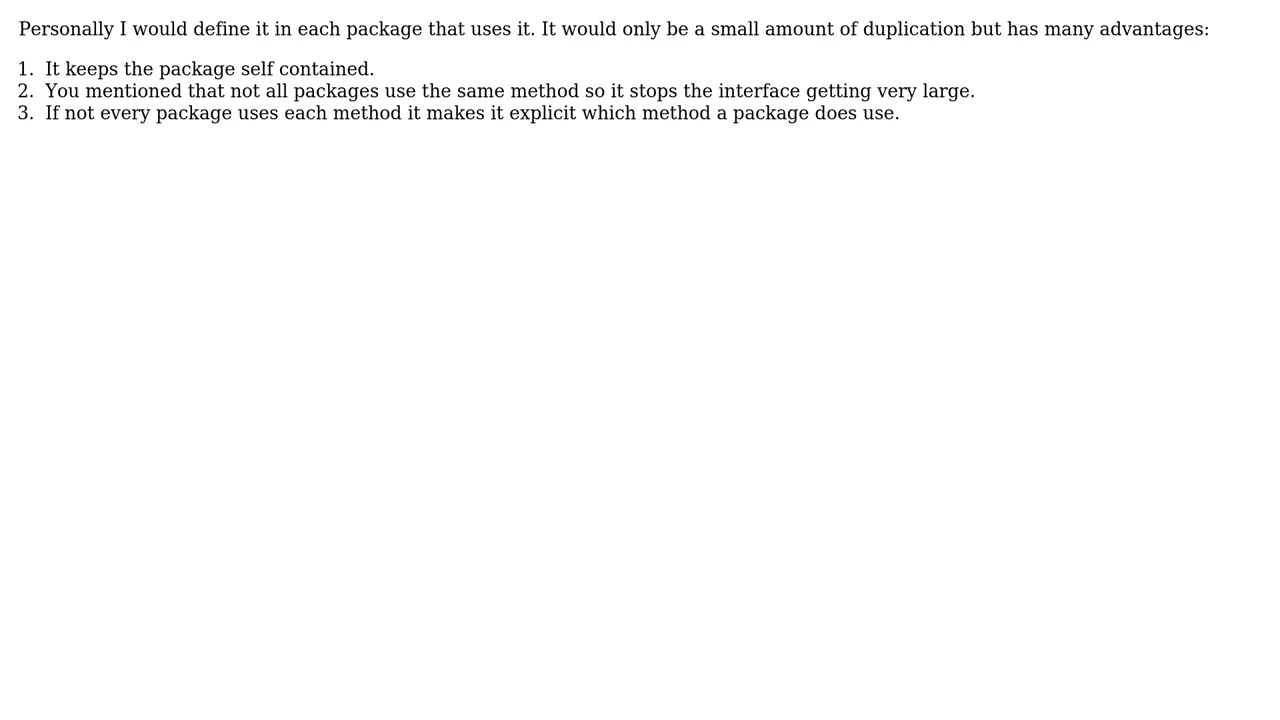 Personally I would define it in each package that uses it. It would only be a small amount of duplication but has many advantages:
1. It keeps the package self contained.
2. You mentioned that not all packages use the same method so it stops the interface getting very large.
3. If not every package uses each method it makes it explicit which method a package does use.